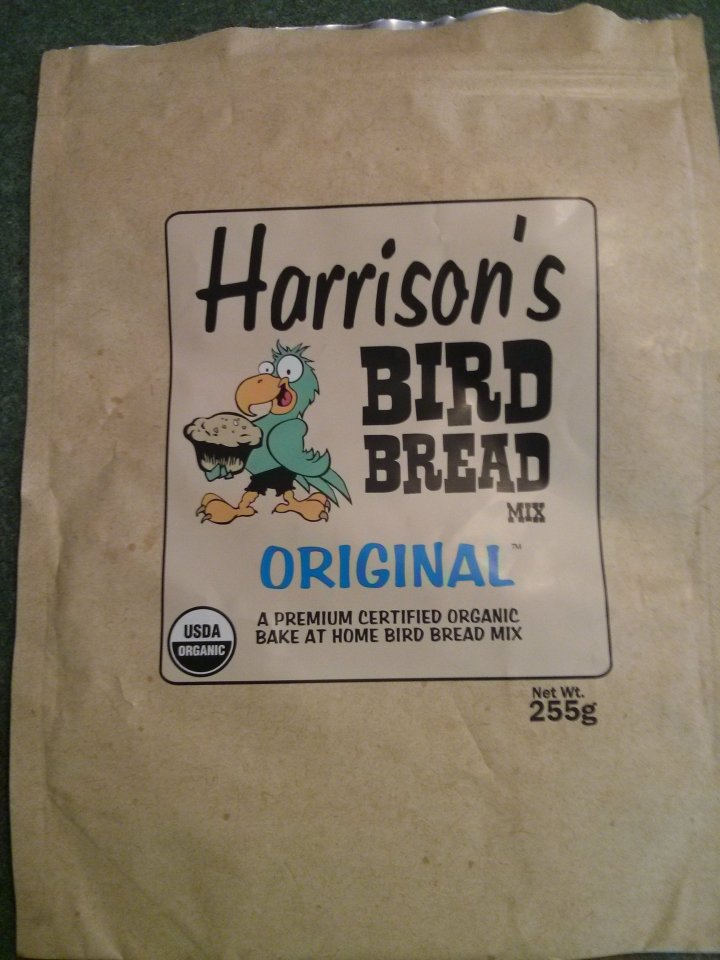 Harrison's
BIRD
BREAD
MIX
ORIGINAL™
A PREMIUM CERTIFIED ORGANIC
BAKE AT HOME BIRD BREAD MIX
USDA
ORGANIC
Net Wt.
255g